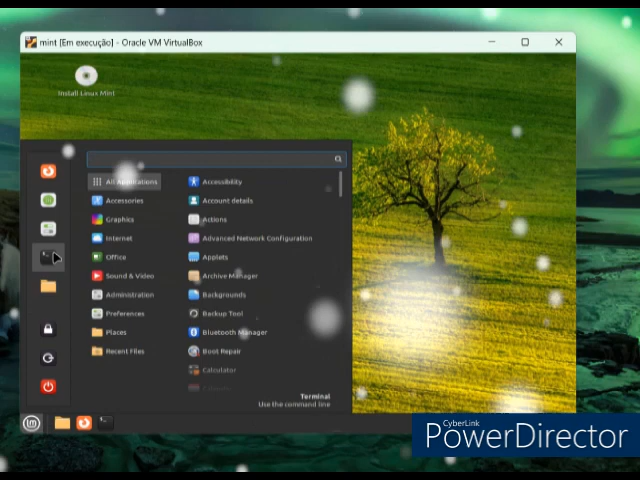 mint [Em execução] - Oracle VM VirtualBox
Install Linux Mint
All Applications
Accessories
Graphics
Internet
Office
Sound & Video
Administration
Preferences
Places
Recent Files
Accessibility
Account details
Actions
Advanced Network Configuration
Applets
Archive Manager
Backgrounds
Backup Tool
Bluetooth Manager
Boot Repair
Calculator
Terminal
Use the command line
CyberLink
PowerDirector